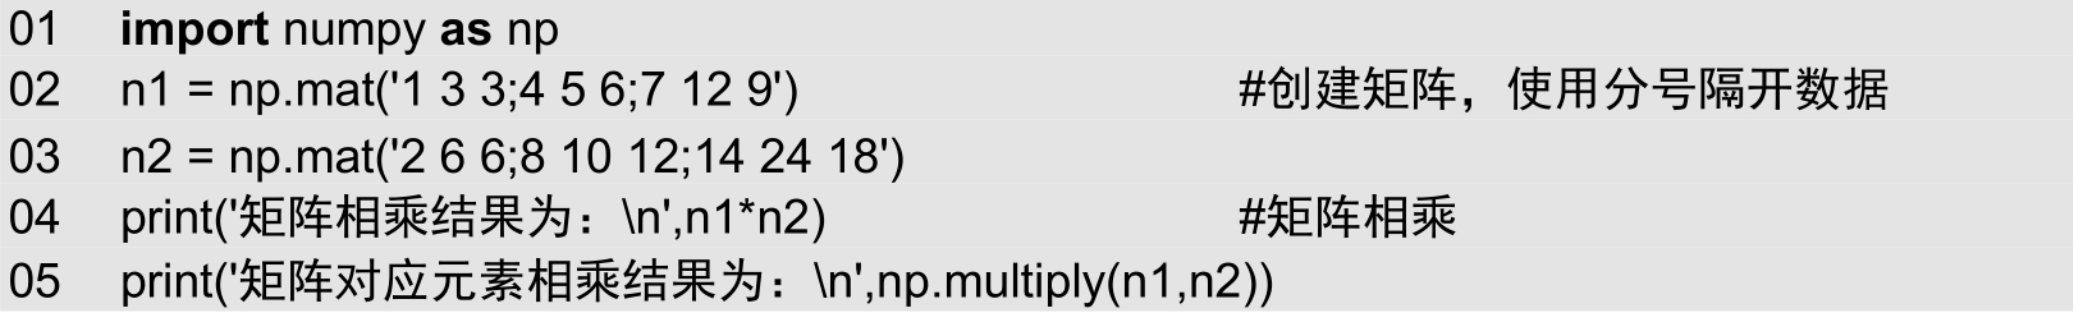 01 import numpy as np
02 n1 = np.mat('1 3 3;4 5 6;7 12 9') #创建矩阵，使用分号隔开数据
03 n2 = np.mat('2 6 6;8 10 12;14 24 18')
04 print('矩阵相乘结果为：\n',n1*n2) #矩阵相乘
05 print('矩阵对应元素相乘结果为：\n',np.multiply(n1,n2))